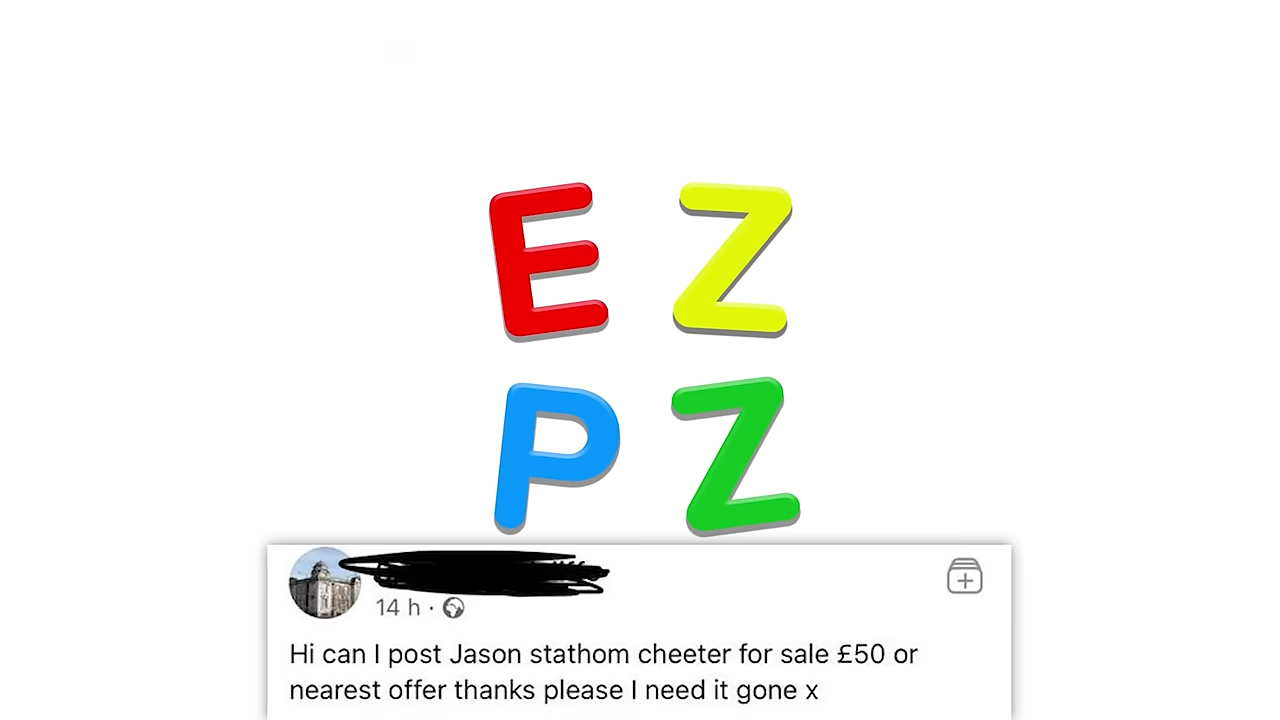 E Z
P Z
14 h ·
Hi can I post Jason stathom cheeter for sale £50 or
nearest offer thanks please I need it gone x